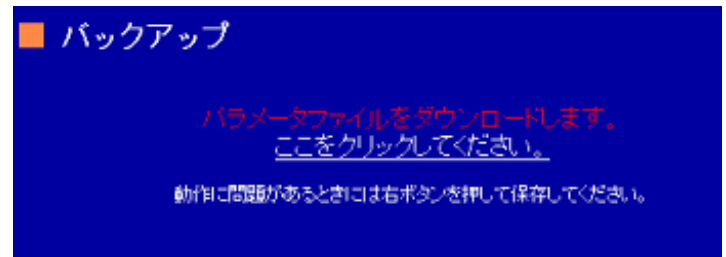 ■ バックアップ
パラメータファイルをダウンロードします。
ここをクリックしてください。
動作に問題があるときには右ボタンを押して保存してください。